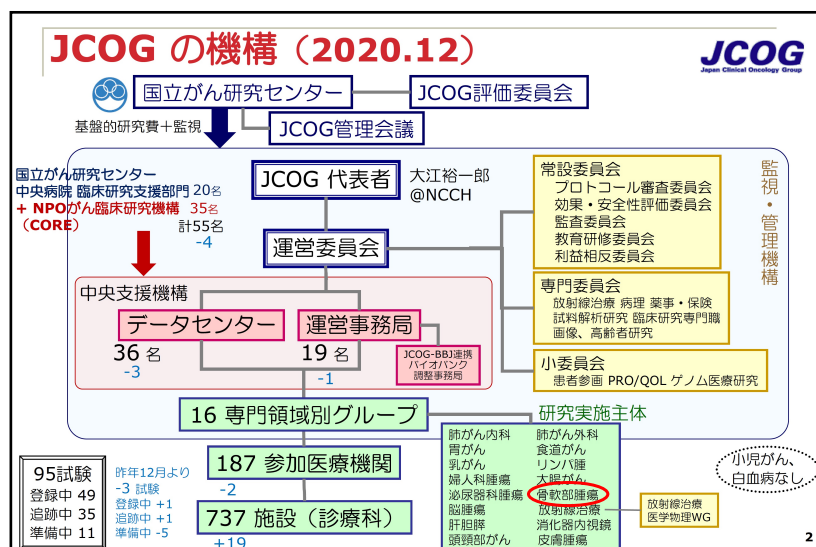 JCOG の機構（2020.12）
JCOG
Japan Clinical Oncology Group
国立がん研究センター
JCOG評価委員会
基盤的研究費＋監視
JCOG管理会議
国立がん研究センター
中央病院 臨床研究支援部門 20名
+ NPOがん臨床研究機構 35名
（CORE） 計55名
-4
JCOG 代表者
大江裕一郎
@NCCH
運営委員会
常設委員会
プロトコール審査委員会
効果・安全性評価委員会
監査委員会
教育研修委員会
利益相反委員会
監視・管理機構
専門委員会
放射線治療 病理 薬事・保険
試料解析研究 臨床研究専門職
画像、高齢者研究
小委員会
患者参画 PRO/QOL ゲノム医療研究
中央支援機構
データセンター
運営事務局
36 名
-3
19 名
-1
JCOG-BBJ連携
バイオバンク
調整事務局
16 専門領域別グループ
研究実施主体
187 参加医療機関
-2
737 施設（診療科）
+19
肺がん内科 肺がん外科
胃がん 食道がん
乳がん リンパ腫
婦人科腫瘍 大腸がん
泌尿器科腫瘍 骨軟部腫瘍
脳腫瘍 放射線治療
肝胆膵 消化器内視鏡
頭頸部がん 皮膚腫瘍
放射線治療
医学物理WG
小児がん、
白血病なし
95試験
登録中 49
追跡中 35
準備中 11
昨年12月より
-3 試験
登録中 +1
追跡中 +1
準備中 -5
2